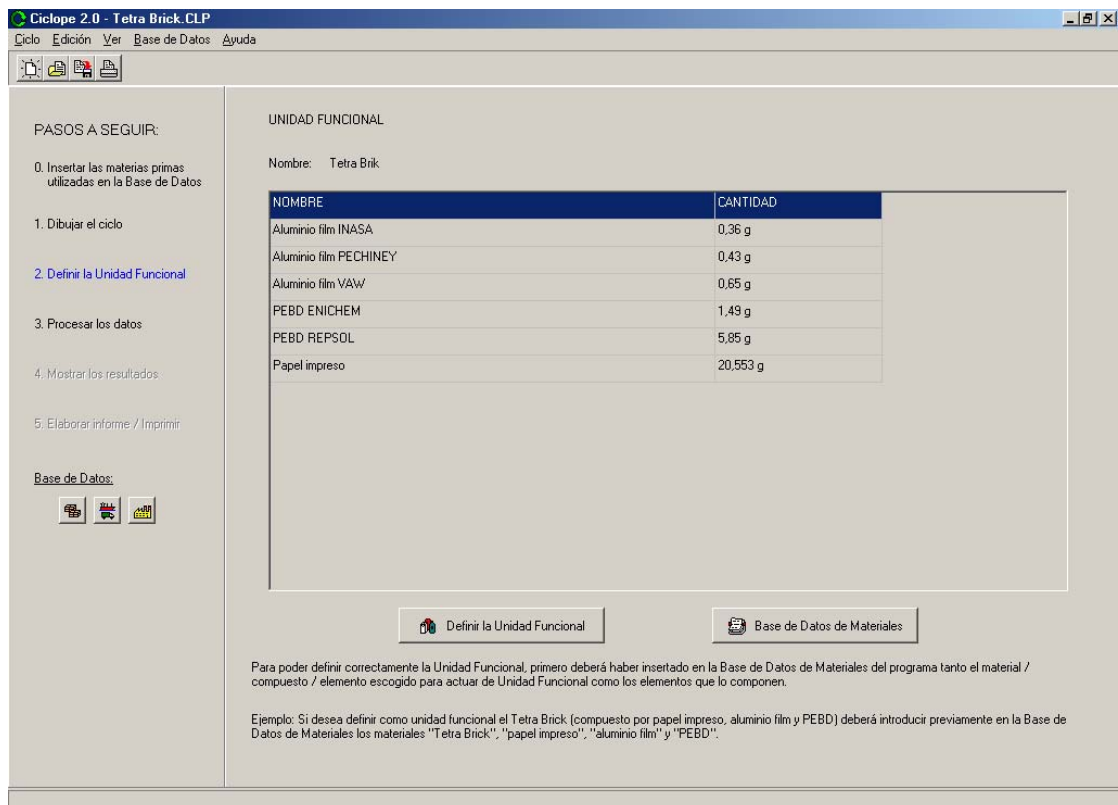 Ciclope 2.0 - Tetra Brick.CLP
Ciclo Edición Ver Base de Datos Ayuda
PASOS A SEGUIR:
0. Insertar las materias primas
utilizadas en la Base de Datos
1. Dibujar el ciclo
2. Definir la Unidad Funcional
3. Procesar los datos
4. Mostrar los resultados
5. Elaborar informe / Imprimir
Base de Datos:
UNIDAD FUNCIONAL
Nombre: Tetra Brik
NOMBRE CANTIDAD
Aluminio film INASA 0,36 g
Aluminio film PECHINEY 0,43 g
Aluminio film VAW 0,65 g
PEBD ENICHEM 1,49 g
PEBD REPSOL 5,85 g
Papel impreso 20,553 g
Definir la Unidad Funcional Base de Datos de Materiales
Para poder definir correctamente la Unidad Funcional, primero deberá haber insertado en la Base de Datos de Materiales del programa tanto el material /
compuesto / elemento escogido para actuar de Unidad Funcional como los elementos que lo componen.
Ejemplo: Si desea definir como unidad funcional el Tetra Brick (compuesto por papel impreso, aluminio film y PEBD) deberá introducir previamente en la Base de
Datos de Materiales los materiales "Tetra Brick", "papel impreso", "aluminio film" y "PEBD".